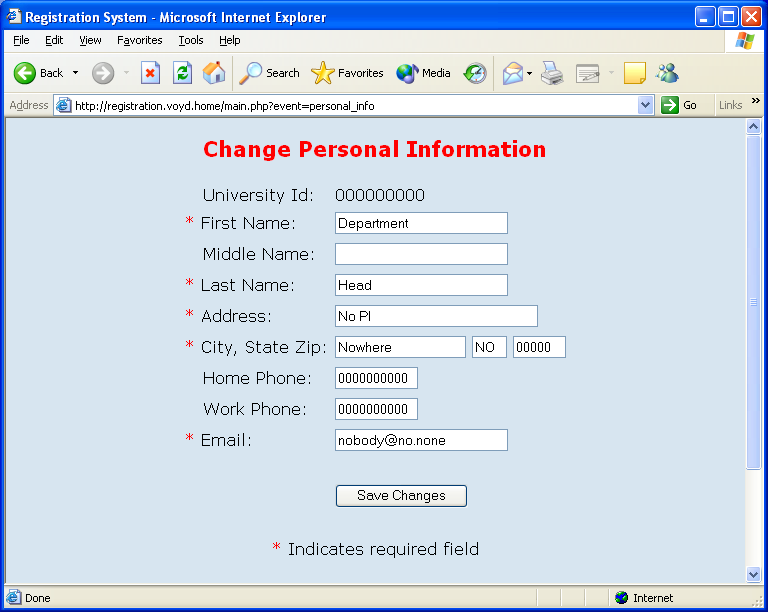 Registration System - Microsoft Internet Explorer
File Edit View Favorites Tools Help
Back Search Favorites Media
Address http://registration.voyd.home/main.php?event=personal_info Go Links »
Change Personal Information
University Id: 000000000
* First Name: Department
Middle Name:
* Last Name: Head
* Address: No Pl
* City, State Zip: Nowhere NO 00000
Home Phone: 0000000000
Work Phone: 0000000000
* Email: nobody@no.none
Save Changes
* Indicates required field
Done Internet